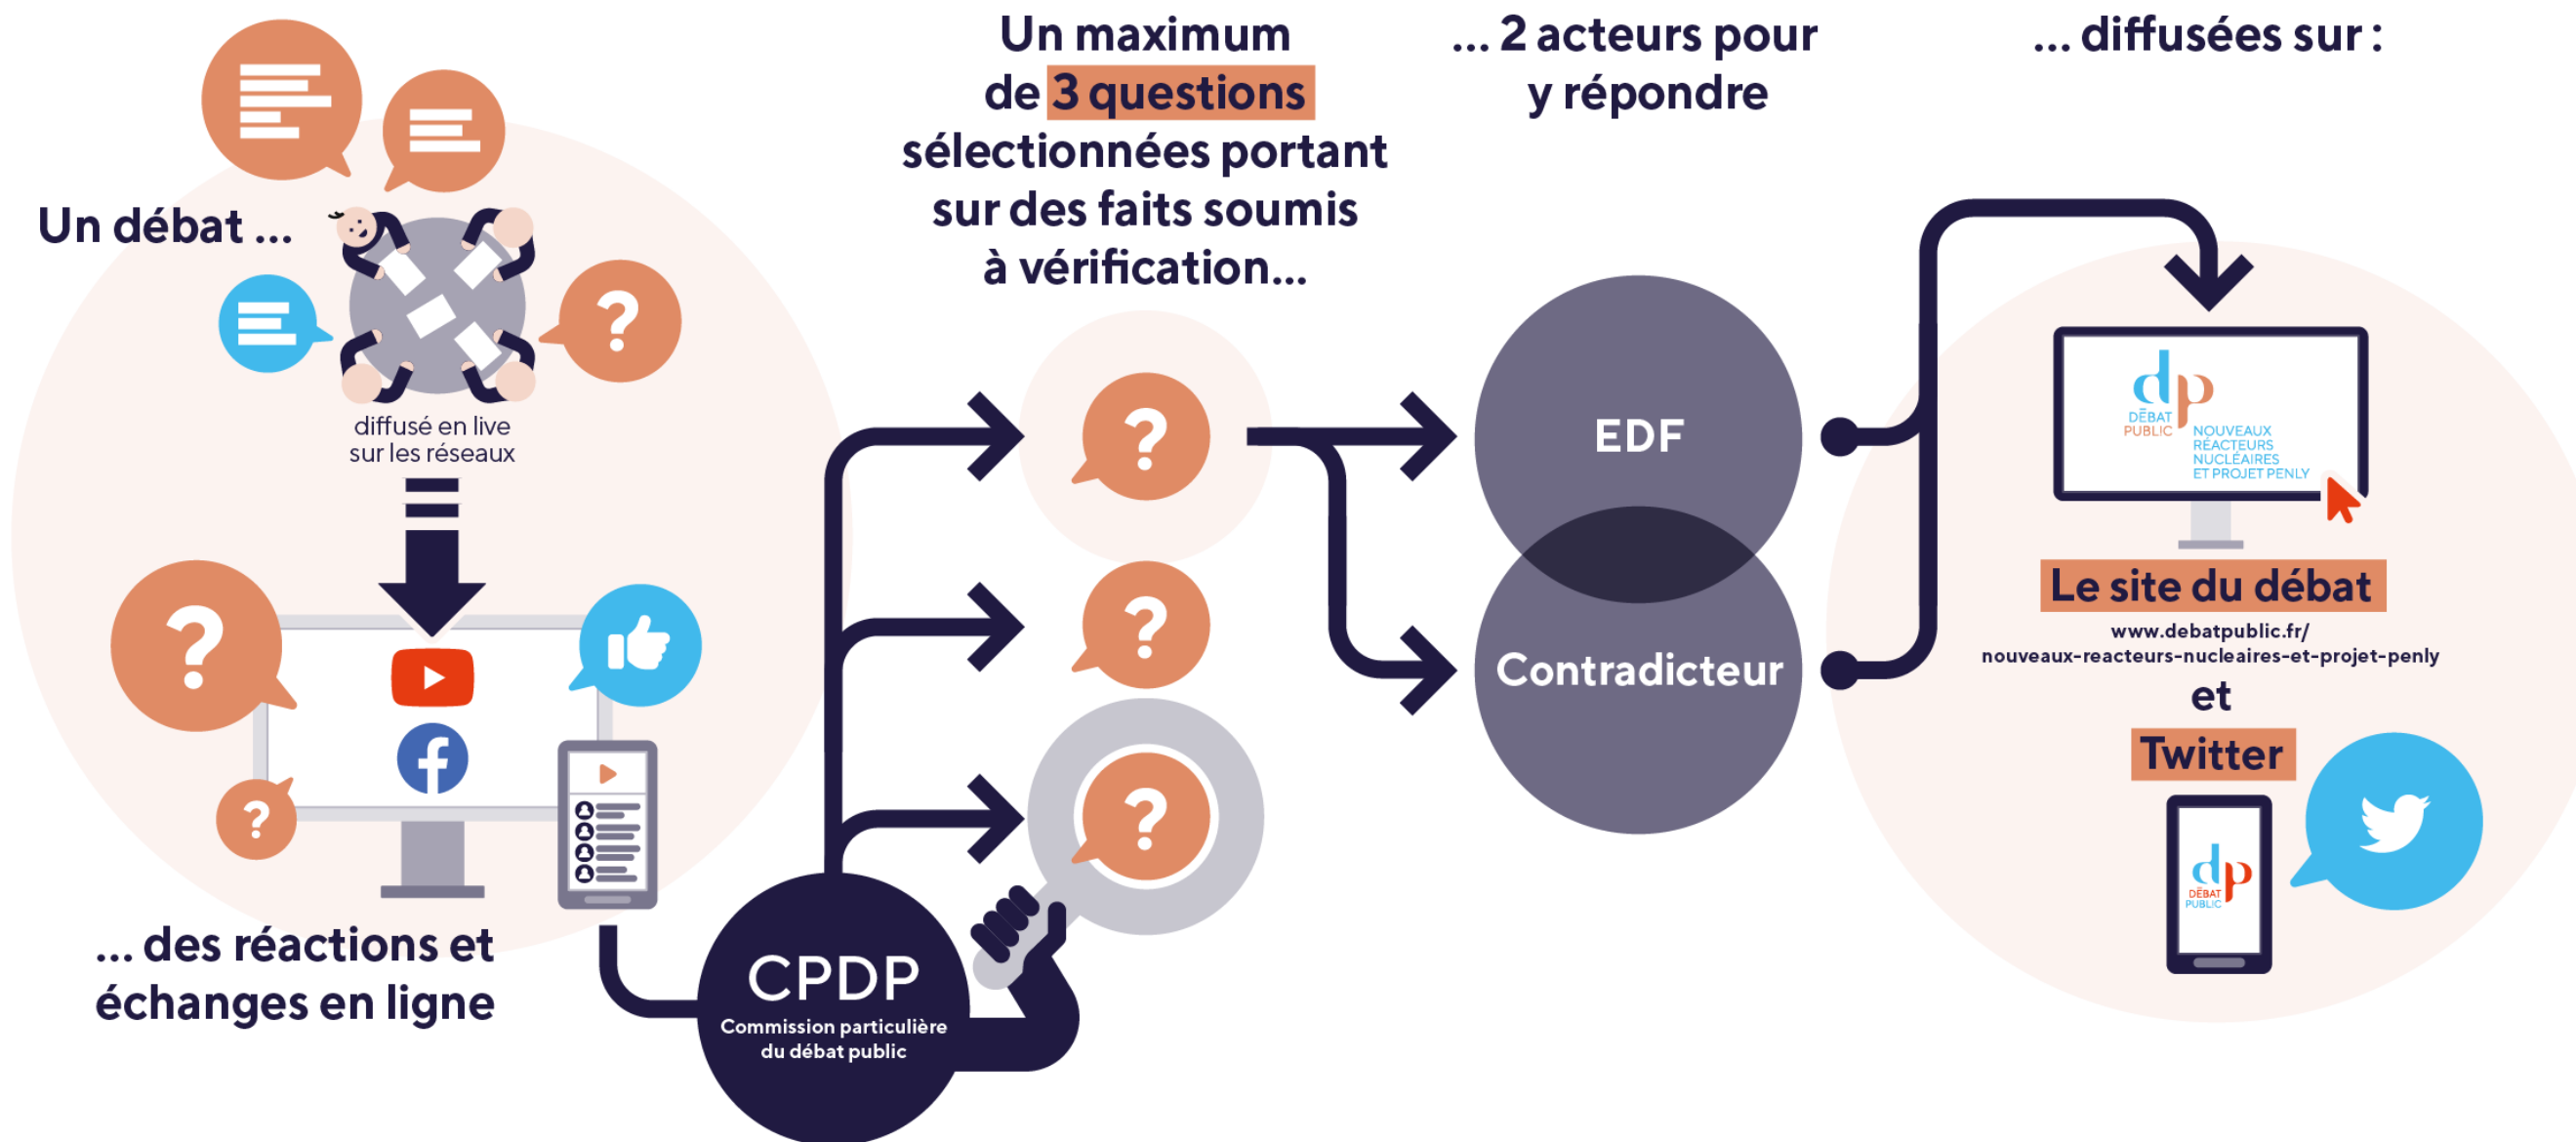 Un débat ...
diffusé en live
sur les réseaux
... des réactions et
échanges en ligne
CPDP
Commission particulière
du débat public
Un maximum
de 3 questions
sélectionnées portant
sur des faits soumis
à vérification...
... 2 acteurs pour
y répondre
EDF
Contradicteur
... diffusées sur :
dp
DÉBAT
PUBLIC
NOUVEAUX
RÉACTEURS
NUCLÉAIRES
ET PROJET PENLY
Le site du débat
www.debatpublic.fr/
nouveaux-reacteurs-nucleaires-et-projet-penly
et
Twitter
dp
DÉBAT
PUBLIC